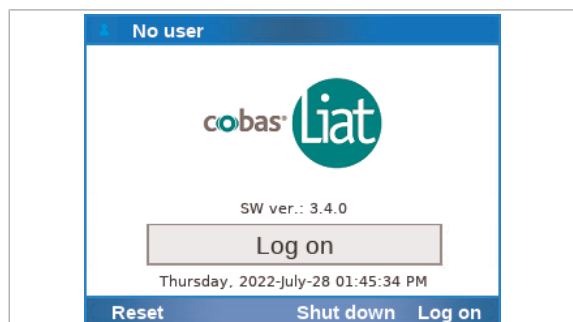 No user
cobas® Liat
SW ver.: 3.4.0
Log on
Thursday, 2022-July-28 01:45:34 PM
Reset Shut down Log on